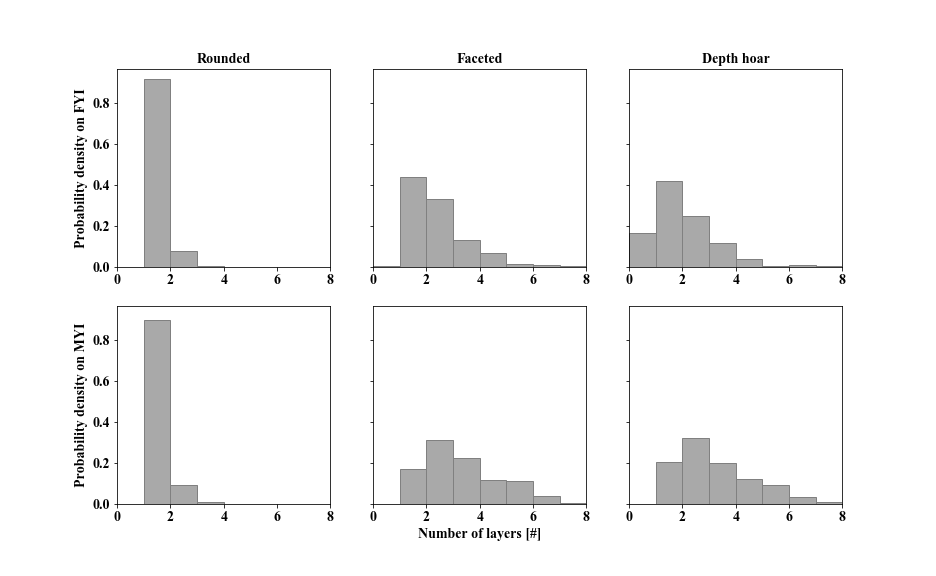 Rounded Faceted Depth hoar
Probability density on FYI
0.8
0.6
0.4
0.2
0.0
0 2 4 6 8 0 2 4 6 8 0 2 4 6 8
Probability density on MYI
0.8
0.6
0.4
0.2
0.0
0 2 4 6 8 0 2 4 6 8 0 2 4 6 8
Number of layers [#]